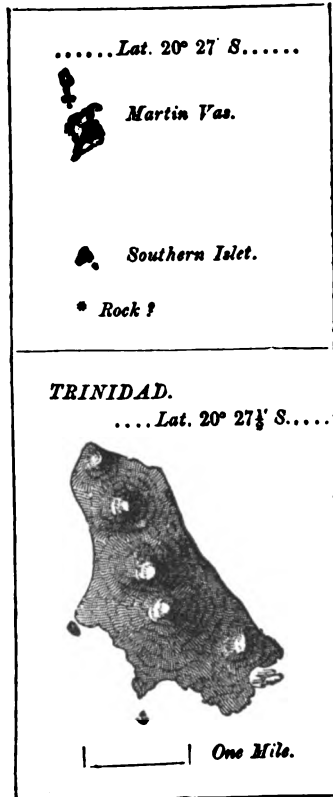 ......Lat. 20° 27′ S......
Martin Vas.
Southern Islet.
* Rock ?
TRINIDAD.
....Lat. 20° 27½′ S.....
One Mile.